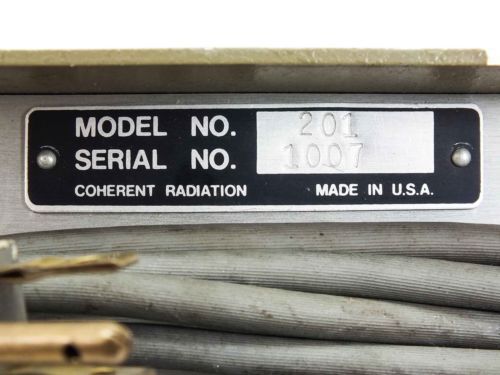 MODEL NO. 201
SERIAL NO. 1007
COHERENT RADIATION MADE IN U.S.A.